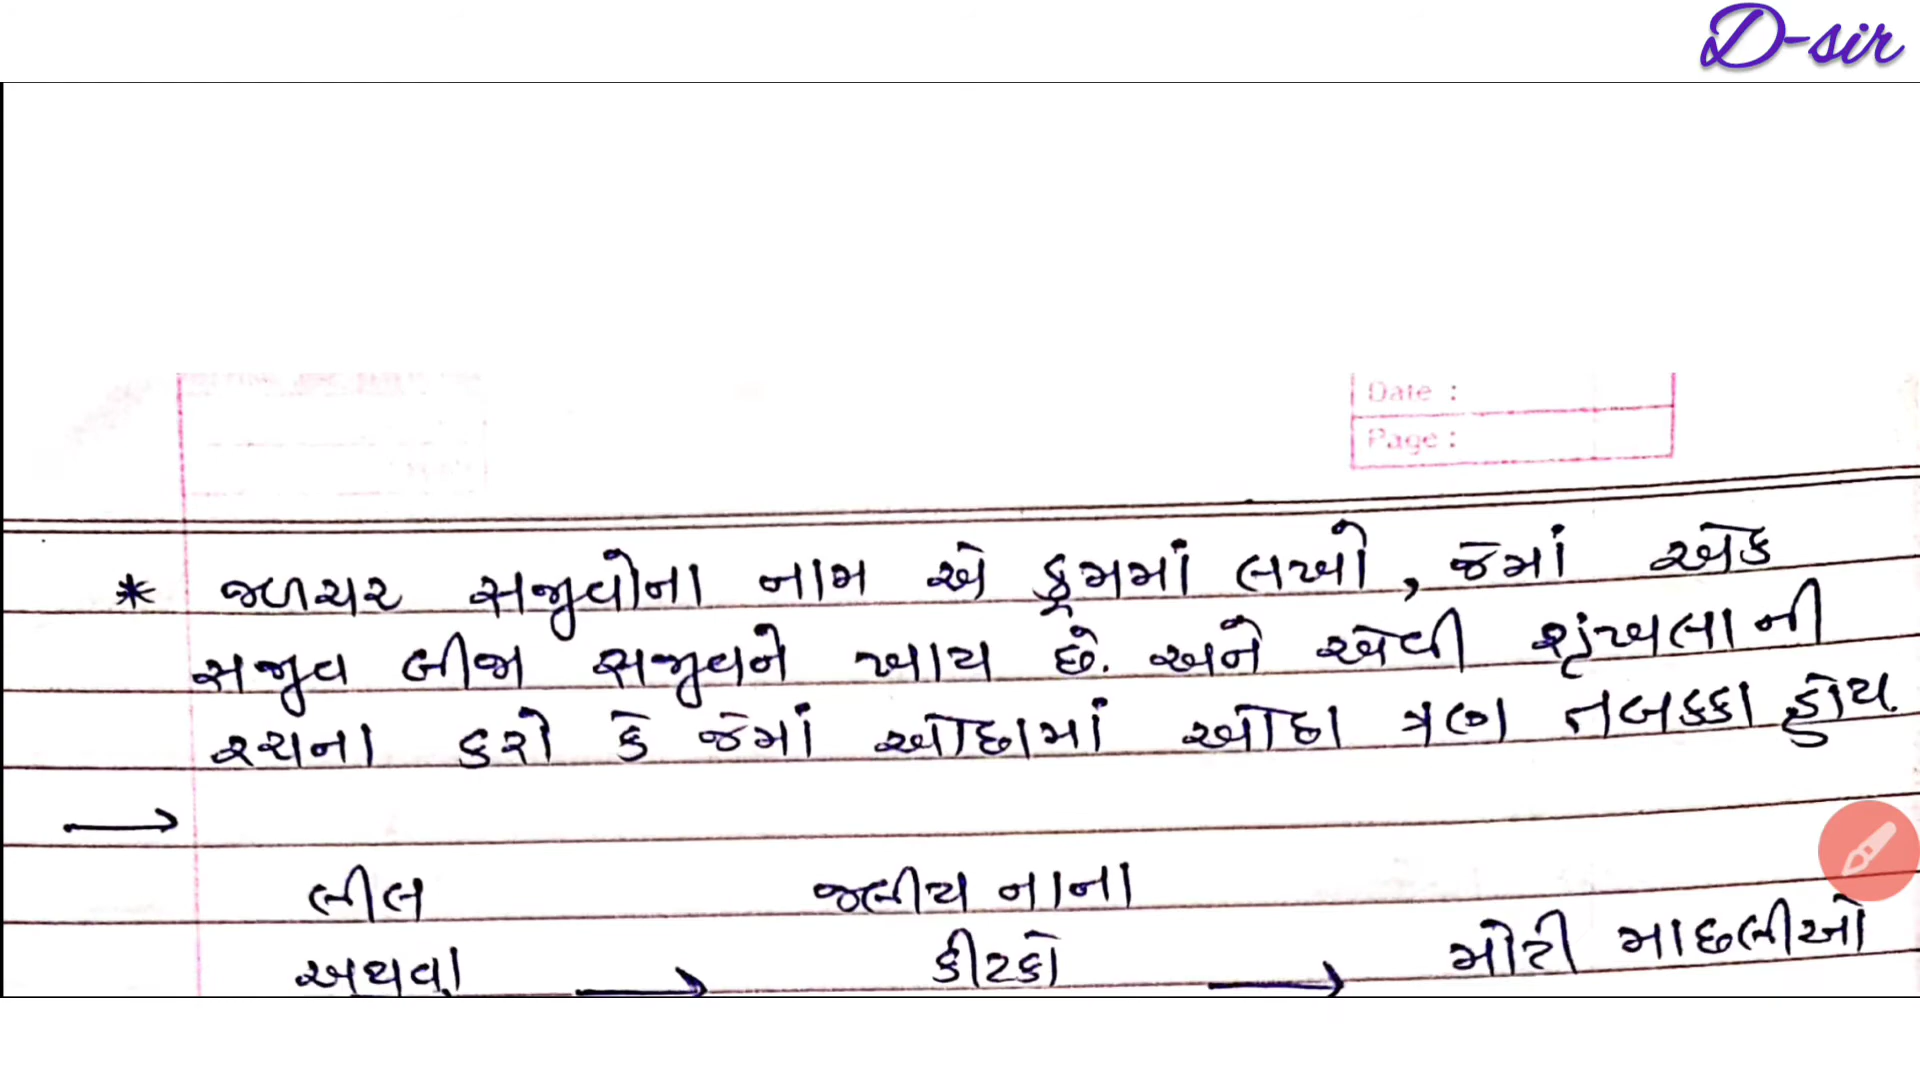 D-sir
Date :
Page :
* જળચર સજીવોના નામ એ ક્રમમાં લખો, જેમાં એક
સજીવ બીજા સજીવને ખાય છે. અને એવી શૃંખલાની
રચના કરો કે જેમાં ઓછામાં ઓછા ત્રણ તબક્કા હોય.
→
લીલ જલીય નાના
અથવા → કીટકો → મોટી માછલીઓ